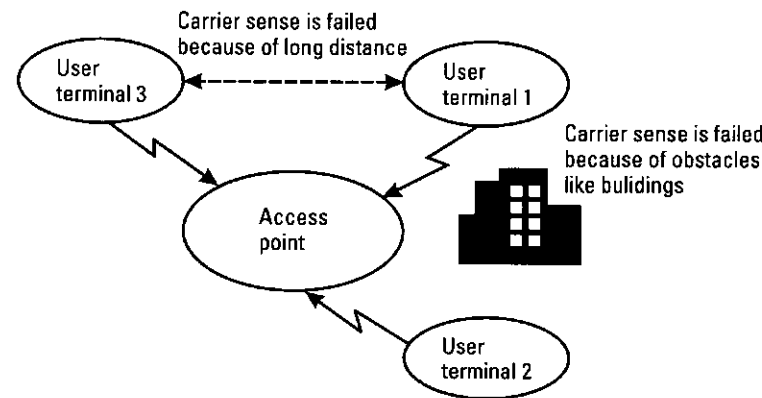 Carrier sense is failed
because of long distance
User
terminal 3
User
terminal 1
Carrier sense is failed
because of obstacles
like bulidings
Access
point
User
terminal 2